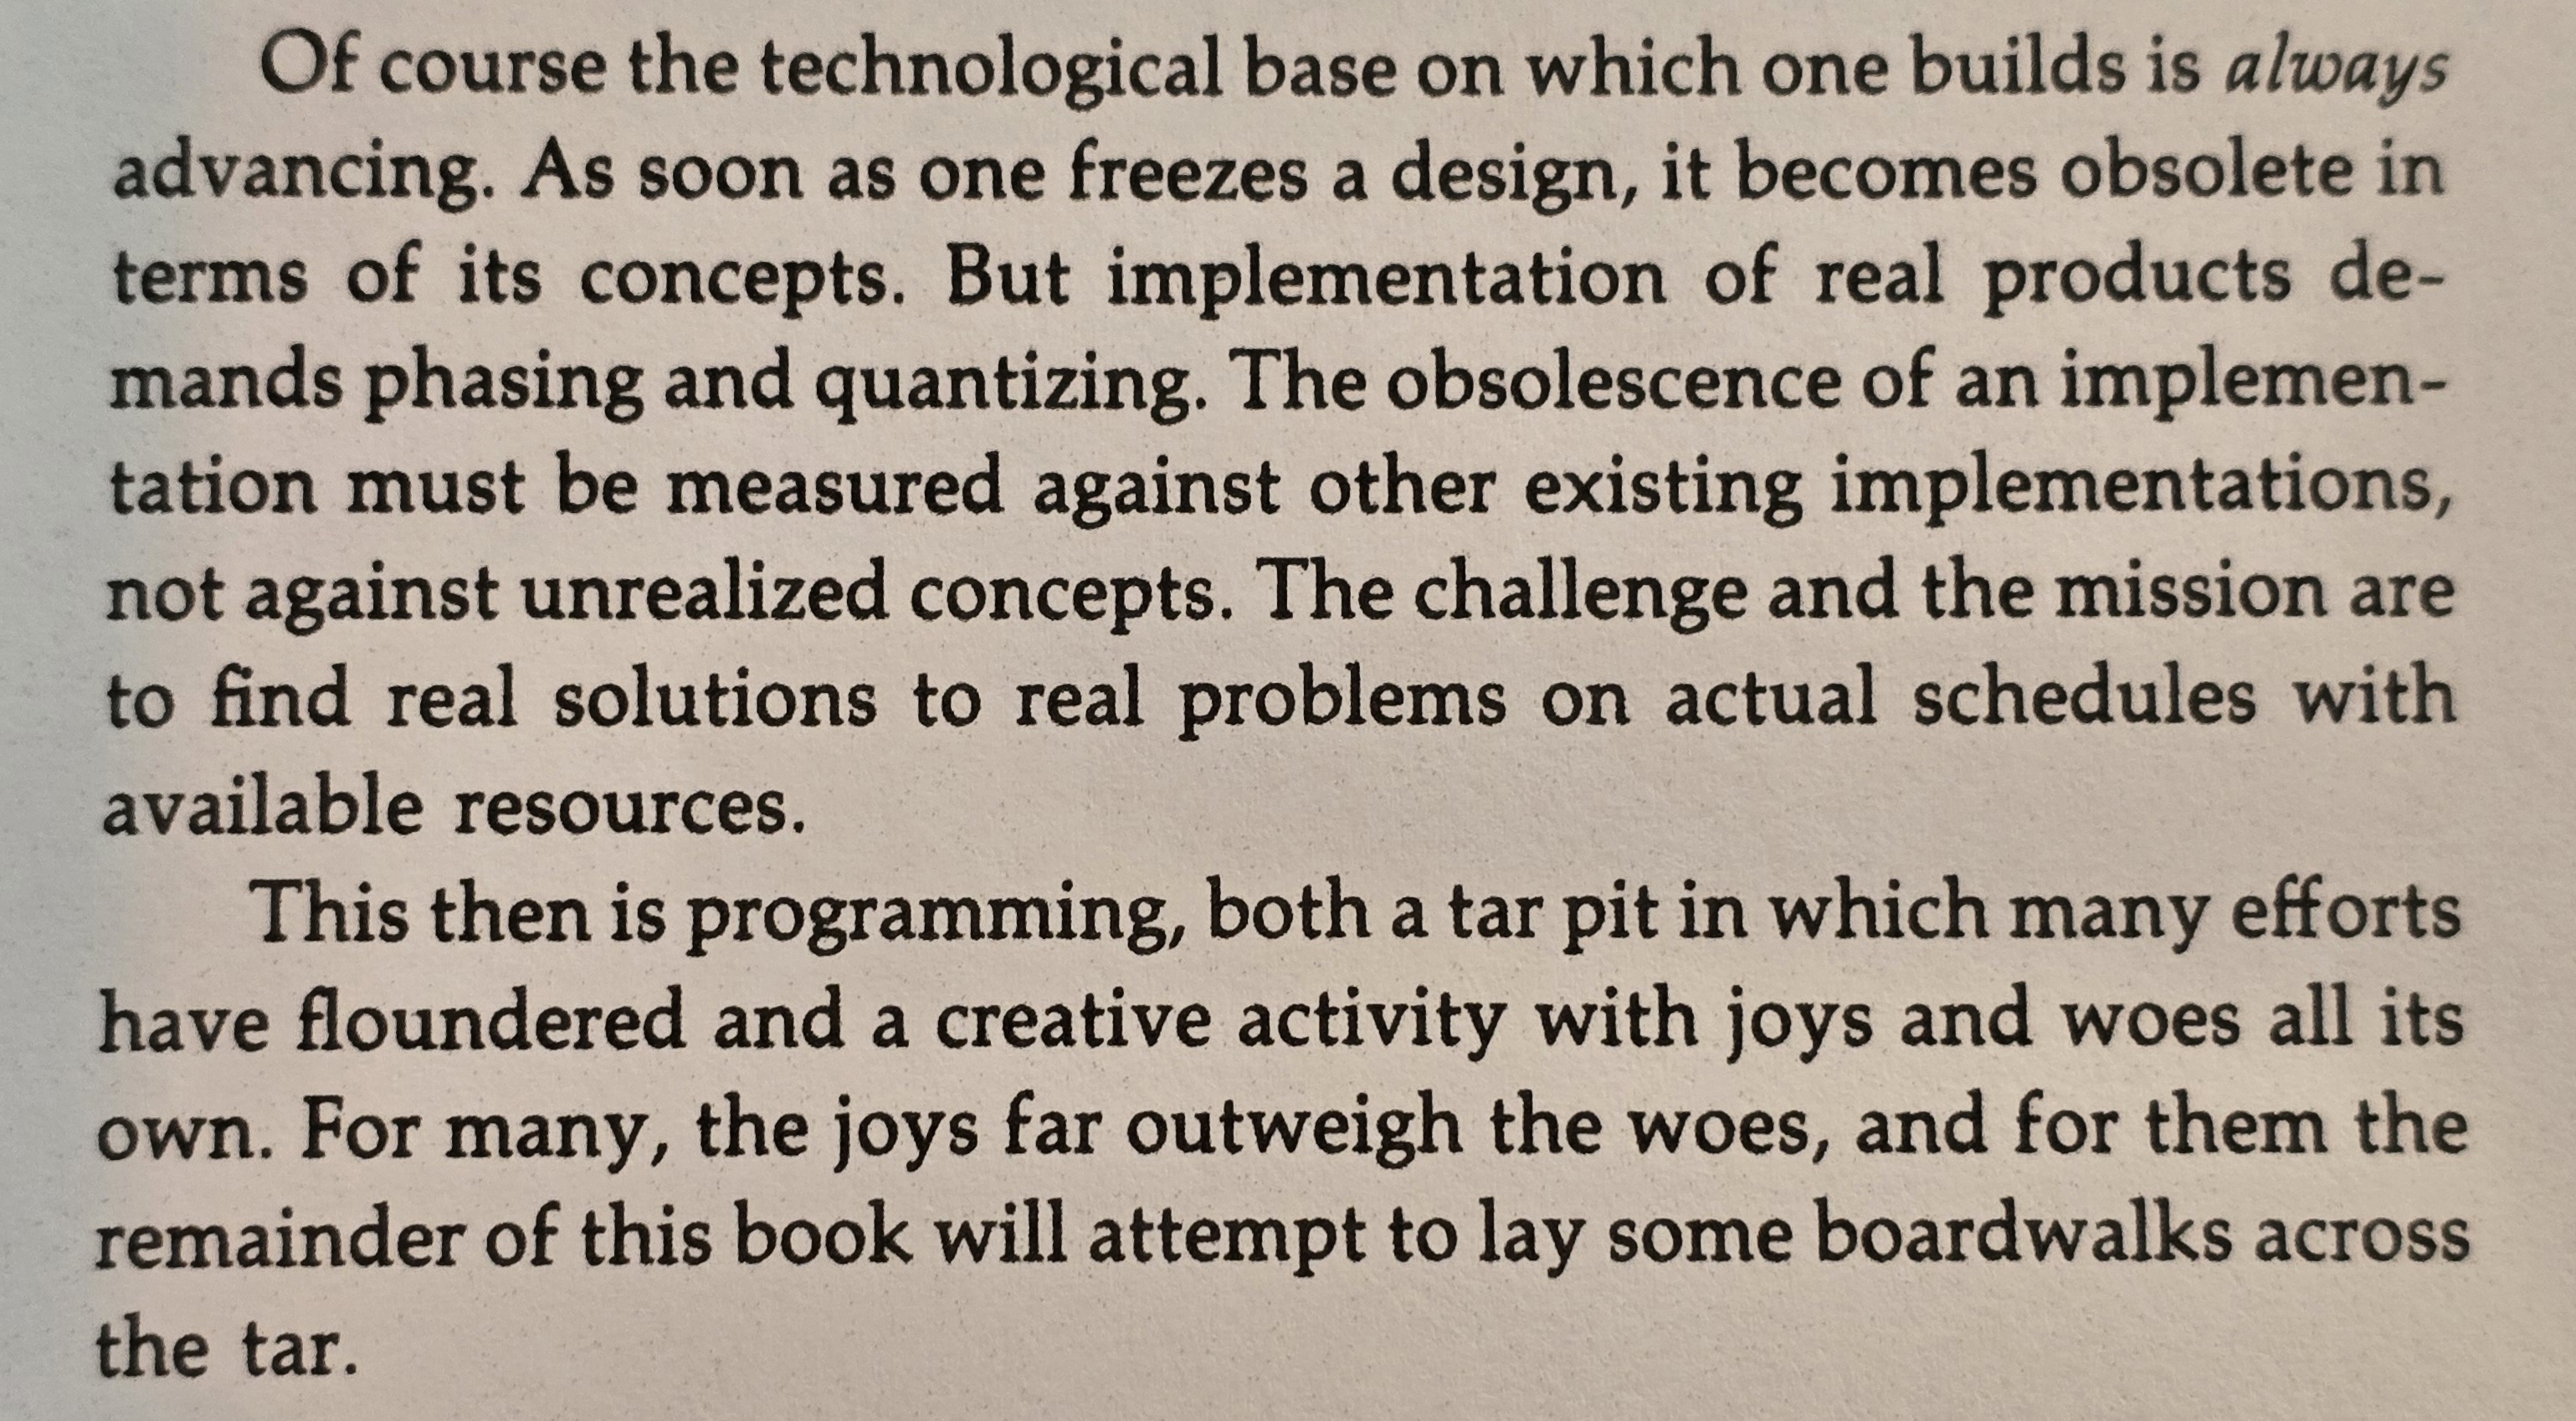 Of course the technological base on which one builds is always
advancing. As soon as one freezes a design, it becomes obsolete in
terms of its concepts. But implementation of real products de-
mands phasing and quantizing. The obsolescence of an implemen-
tation must be measured against other existing implementations,
not against unrealized concepts. The challenge and the mission are
to find real solutions to real problems on actual schedules with
available resources.
This then is programming, both a tar pit in which many efforts
have floundered and a creative activity with joys and woes all its
own. For many, the joys far outweigh the woes, and for them the
remainder of this book will attempt to lay some boardwalks across
the tar.